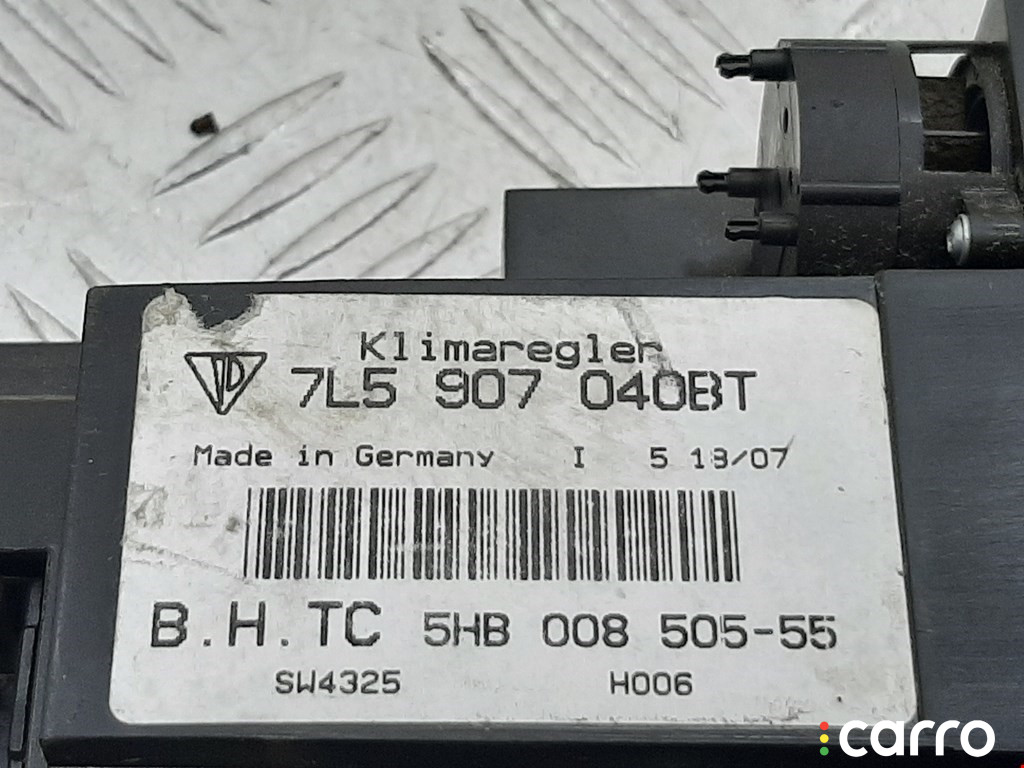 Klimaregler
7L5 907 040BT
Made in Germany I 5 18/07
B.H.TC 5HB 008 505-55
SW4325 H006
carro